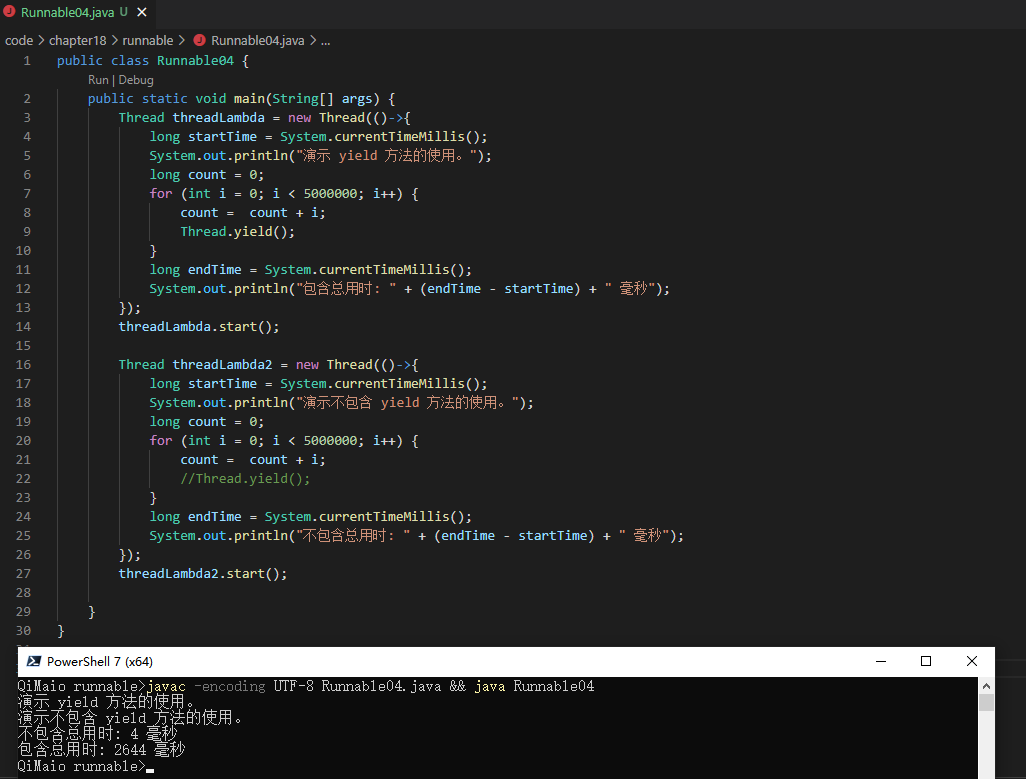 Runnable04.java U
code > chapter18 > runnable > Runnable04.java > ...
1 public class Runnable04 {
Run | Debug
2 public static void main(String[] args) {
3 Thread threadLambda = new Thread(()->{
4 long startTime = System.currentTimeMillis();
5 System.out.println("演示 yield 方法的使用。");
6 long count = 0;
7 for (int i = 0; i < 5000000; i++) {
8 count =  count + i;
9 Thread.yield();
10 }
11 long endTime = System.currentTimeMillis();
12 System.out.println("包含总用时: " + (endTime - startTime) + " 毫秒");
13 });
14 threadLambda.start();
15
16 Thread threadLambda2 = new Thread(()->{
17 long startTime = System.currentTimeMillis();
18 System.out.println("演示不包含 yield 方法的使用。");
19 long count = 0;
20 for (int i = 0; i < 5000000; i++) {
21 count =  count + i;
22 //Thread.yield();
23 }
24 long endTime = System.currentTimeMillis();
25 System.out.println("不包含总用时: " + (endTime - startTime) + " 毫秒");
26 });
27 threadLambda2.start();
28
29 }
30 }
PowerShell 7 (x64)
QiMaio runnable>javac -encoding UTF-8 Runnable04.java && java Runnable04
演示 yield 方法的使用。
演示不包含 yield 方法的使用。
不包含总用时: 4 毫秒
包含总用时: 2644 毫秒
QiMaio runnable>